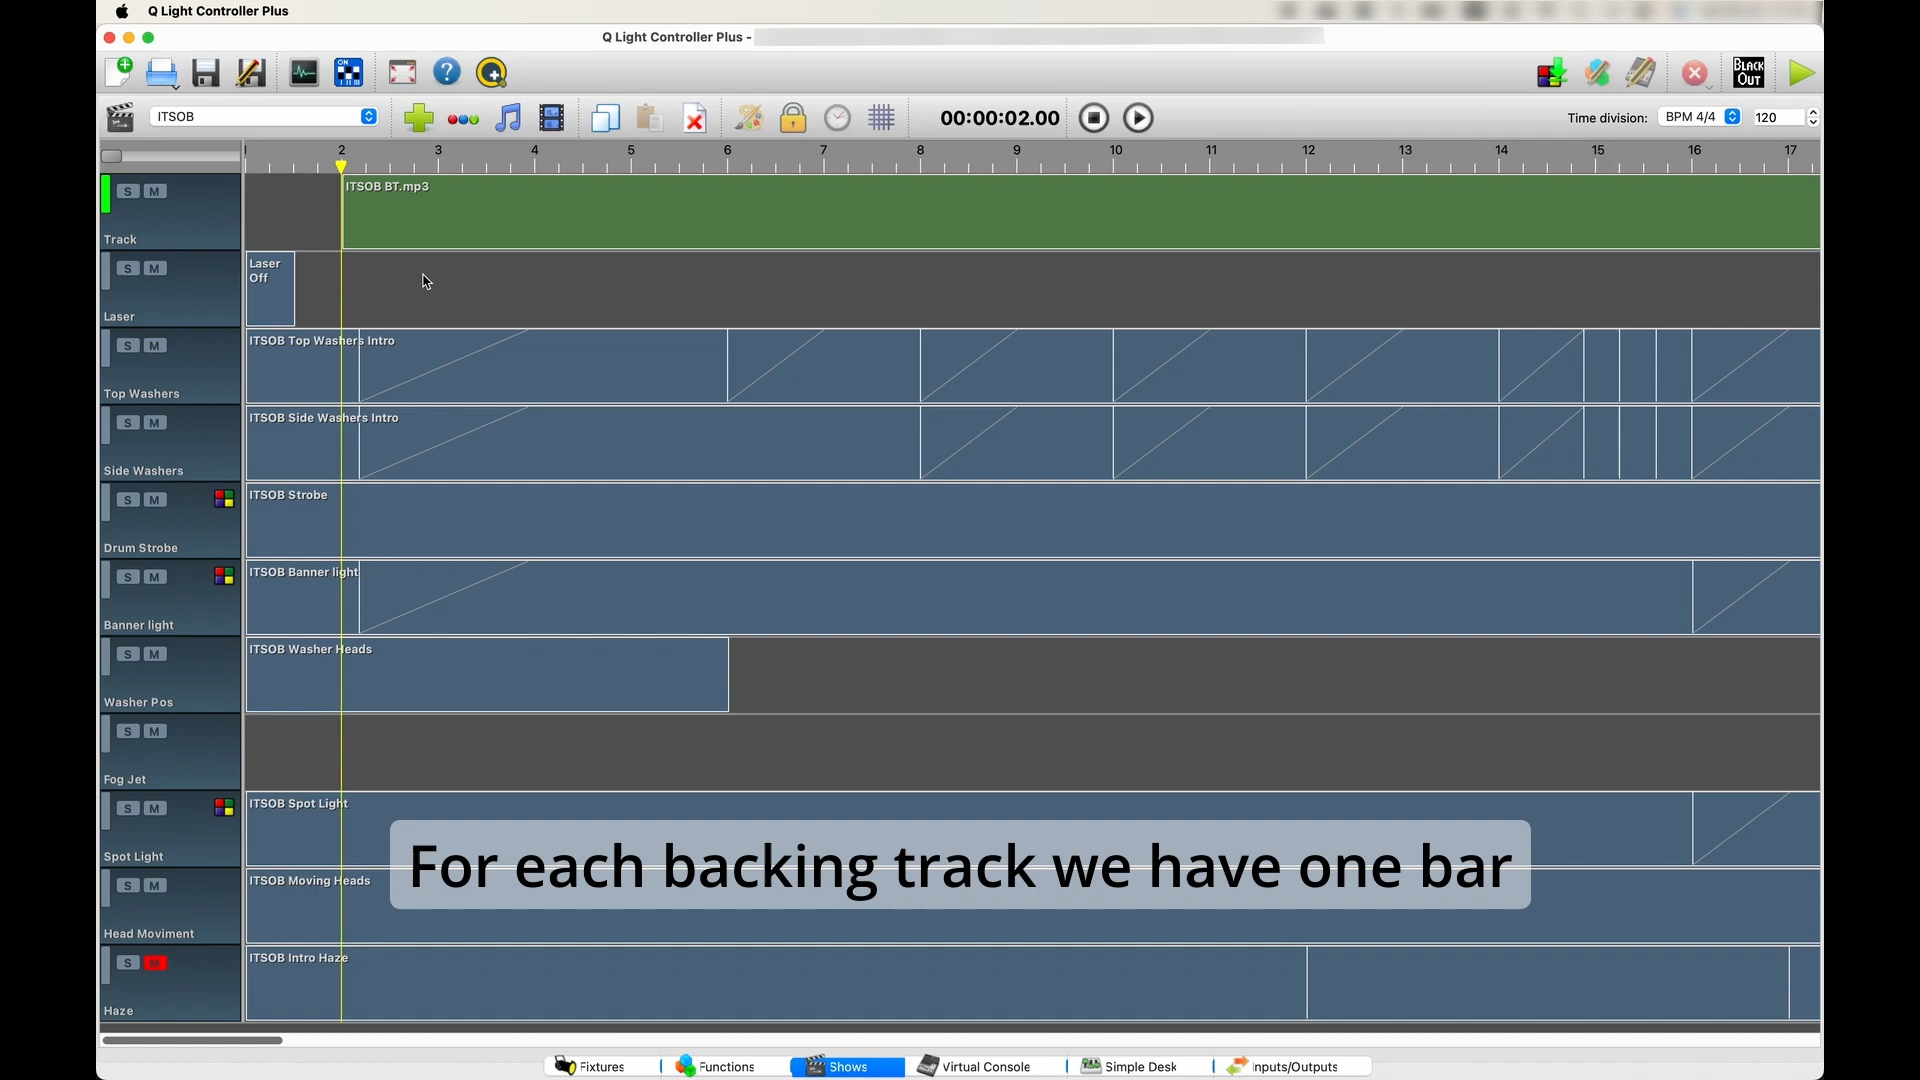 Q Light Controller Plus
Q Light Controller Plus -
ON
BLACK OUT
ITSOB
00:00:02.00
Time division: BPM 4/4 120
2 3 4 5 6 7 8 9 10 11 12 13 14 15 16 17
S M
ITSOB BT.mp3
Track
S M
Laser
Off
Laser
S M
ITSOB Top Washers Intro
Top Washers
S M
ITSOB Side Washers Intro
Side Washers
S M
ITSOB Strobe
Drum Strobe
S M
ITSOB Banner light
Banner light
S M
ITSOB Washer Heads
Washer Pos
S M
Fog Jet
S M
ITSOB Spot Light
Spot Light
For each backing track we have one bar
S M
ITSOB Moving Heads
Head Moviment
S M
ITSOB Intro Haze
Haze
Fixtures Functions Shows Virtual Console Simple Desk Inputs/Outputs